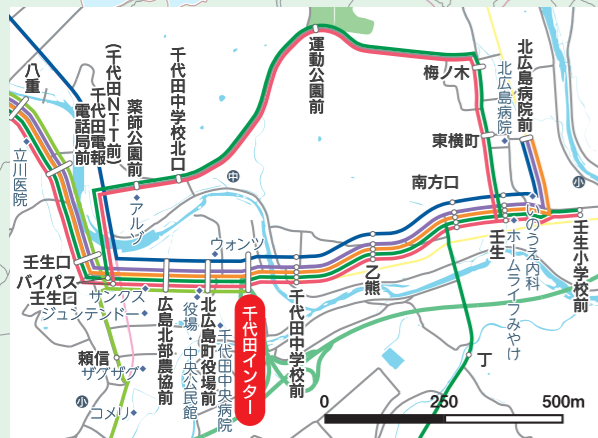 八重
(千代田NTT前)
千代田電報
電話局前
薬師公園前
千代田中学校北口
運動公園前
梅ノ木
北広島病院前
北広島病院
東横町
南方口
中
小
立川医院
アルゾ
ウォンツ
いのうえ内科
壬生
ホームライフみやけ
壬生小学校前
壬生口
バイパス
壬生口
サンクス
ジュンテンドー
広島北部農協前
役場・中央公民館
北広島町役場前
千代田中央病院
千代田インター
千代田中学校前
乙熊
丁
頼信
ザグザグ
小
コメリ
0
250
500m